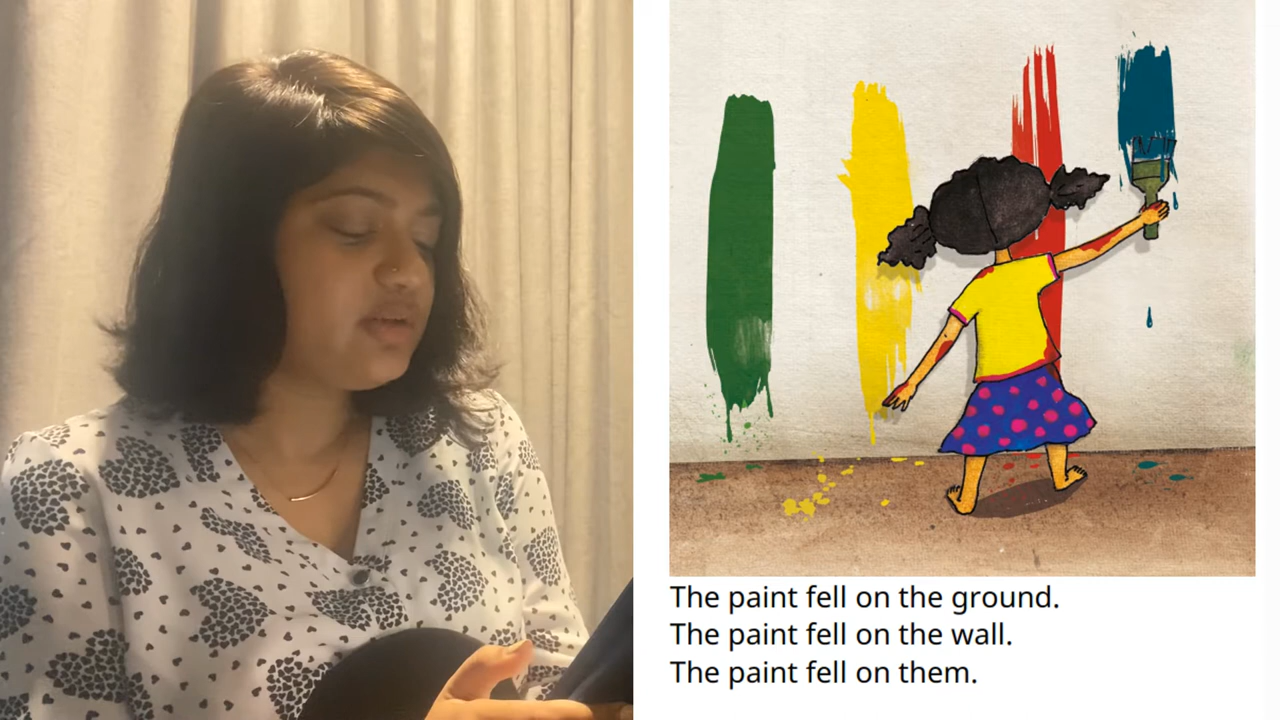 The paint fell on the ground.
The paint fell on the wall.
The paint fell on them.